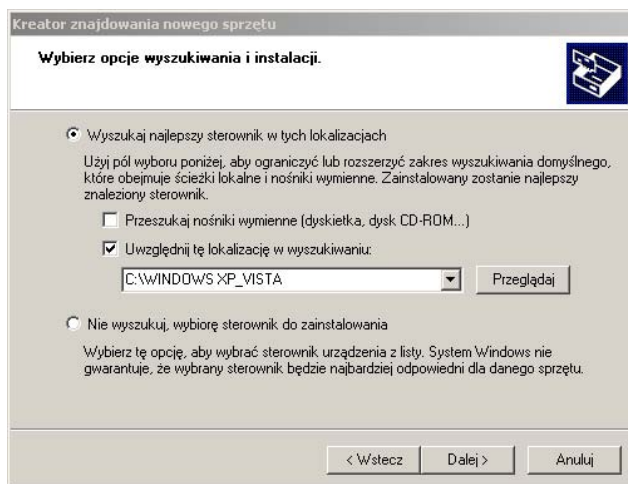 Kreator znajdowania nowego sprzętu
Wybierz opcje wyszukiwania i instalacji.
Wyszukaj najlepszy sterownik w tych lokalizacjach
Użyj pól wyboru poniżej, aby ograniczyć lub rozszerzyć zakres wyszukiwania domyślnego,
które obejmuje ścieżki lokalne i nośniki wymienne. Zainstalowany zostanie najlepszy
znaleziony sterownik.
Przeszukaj nośniki wymienne (dyskietka, dysk CD-ROM...)
Uwzględnij tę lokalizację w wyszukiwaniu:
C:\WINDOWS XP_VISTA
Przeglądaj
Nie wyszukuj, wybiorę sterownik do zainstalowania
Wybierz tę opcję, aby wybrać sterownik urządzenia z listy. System Windows nie
gwarantuje, że wybrany sterownik będzie najbardziej odpowiedni dla danego sprzętu.
< Wstecz Dalej > Anuluj